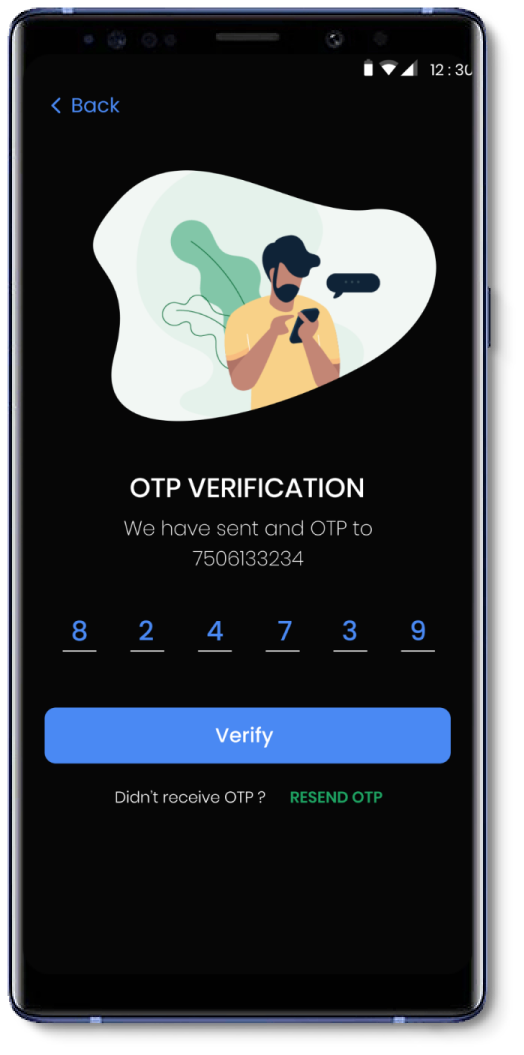 12 : 30
Back
OTP VERIFICATION
We have sent and OTP to
7506133234
8 2 4 7 3 9
Verify
Didn't receive OTP ? RESEND OTP